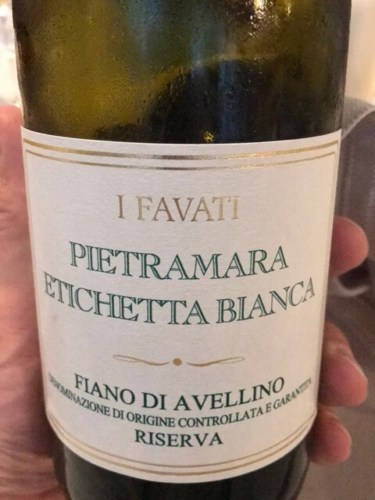 I FAVATI
PIETRAMARA
ETICHETTA BIANCA
FIANO DI AVELLINO
DENOMINAZIONE DI ORIGINE CONTROLLATA E GARANTITA
RISERVA